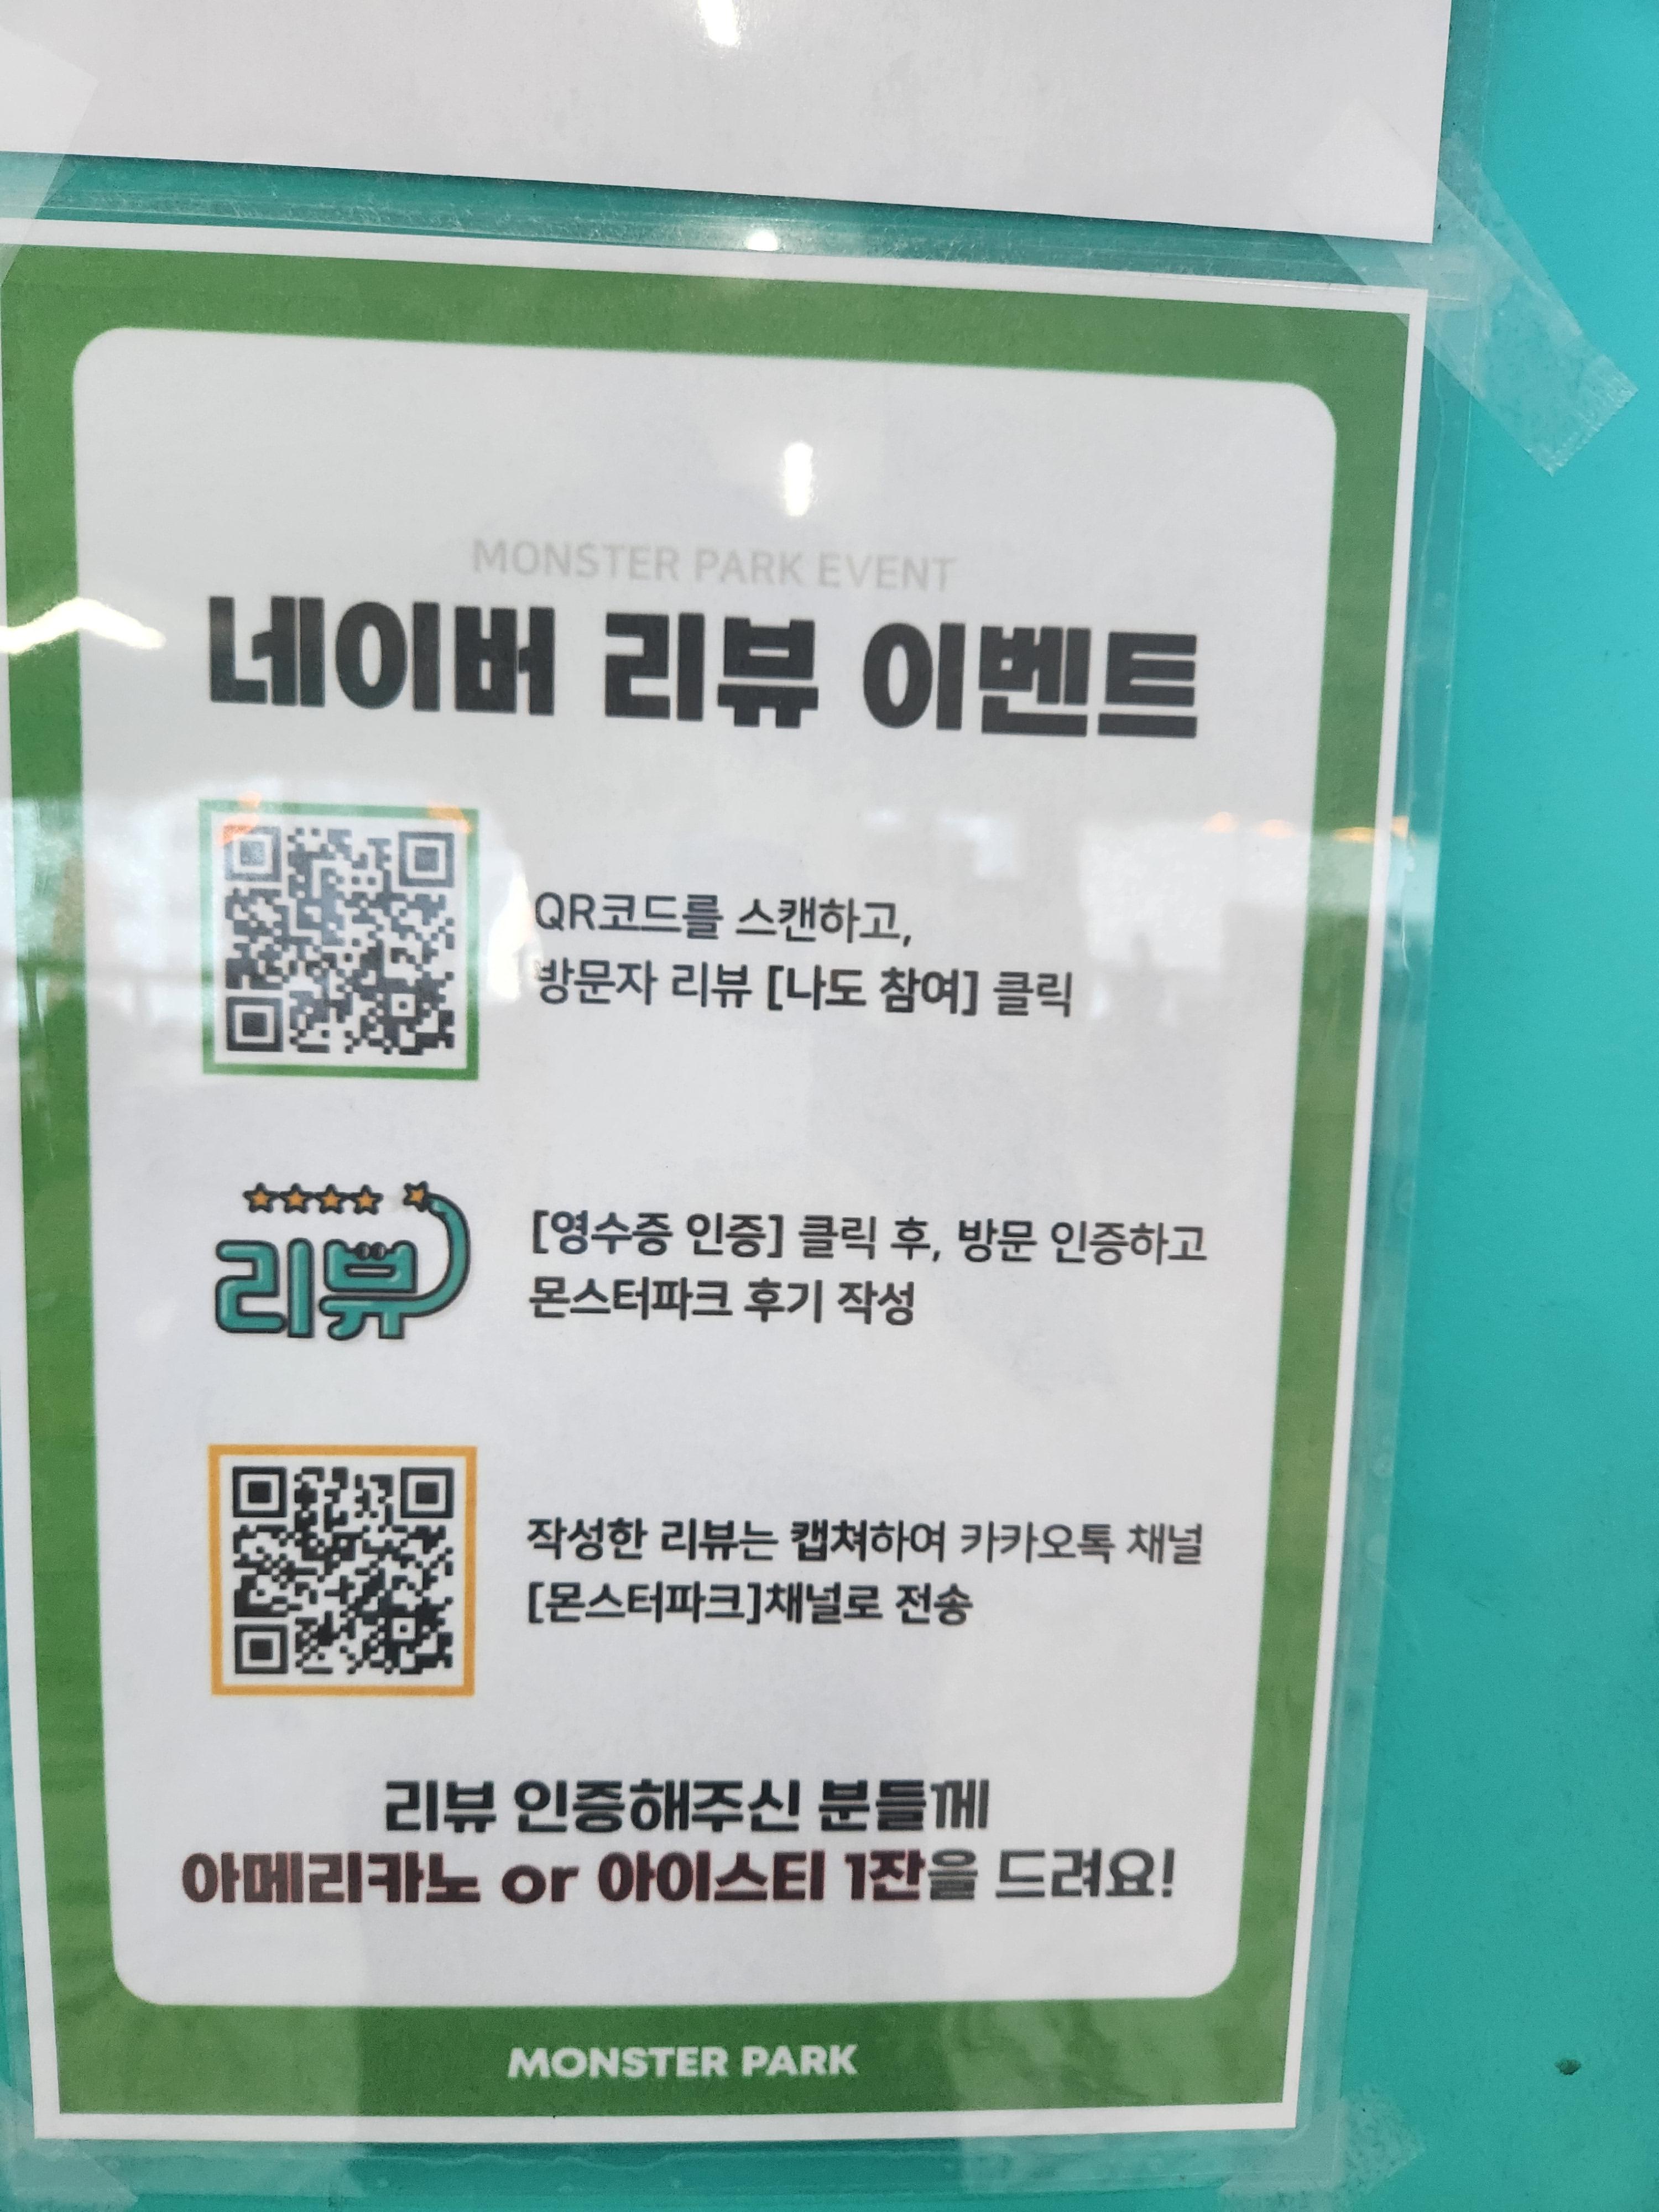 MONSTER PARK EVENT
네이버 리뷰 이벤트
QR코드를 스캔하고,
방문자 리뷰 [나도 참여] 클릭
리뷰
[영수증 인증] 클릭 후, 방문 인증하고
몬스터파크 후기 작성
작성한 리뷰는 캡쳐하여 카카오톡 채널
[몬스터파크]채널로 전송
리뷰 인증해주신 분들께
아메리카노 or 아이스티 1잔을 드려요!
MONSTER PARK